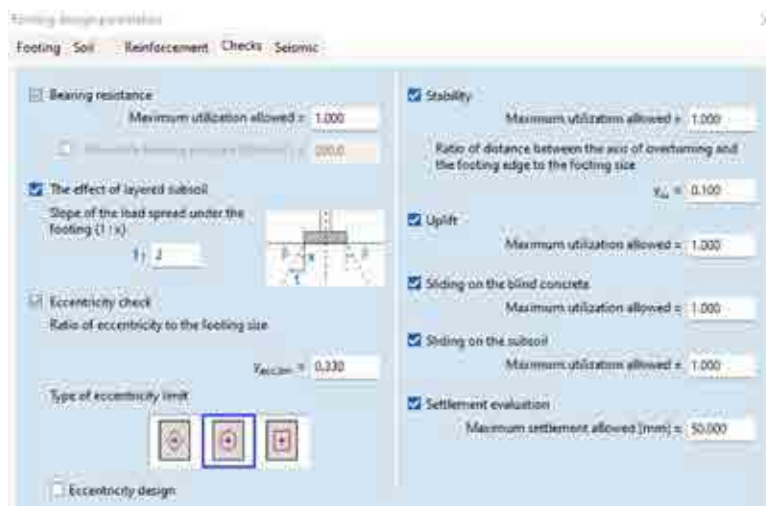 Footing design parameters
Footing Soil Reinforcement Checks Seismic
Bearing resistance
Maximum utilization allowed = 1.000
The effect of layered subsoil
Slope of the load spread under the
footing (1 : x)
1 : 2
Eccentricity check
Ratio of eccentricity to the footing size
= 0.330
Type of eccentricity limit
Eccentricity design
Stability
Maximum utilization allowed = 1.000
Ratio of distance between the axis of overturning and
the footing edge to the footing size
= 0.100
Uplift
Maximum utilization allowed = 1.000
Sliding on the blind concrete
Maximum utilization allowed = 1.000
Sliding on the subsoil
Maximum utilization allowed = 1.000
Settlement evaluation
Maximum settlement allowed [mm] = 50.000